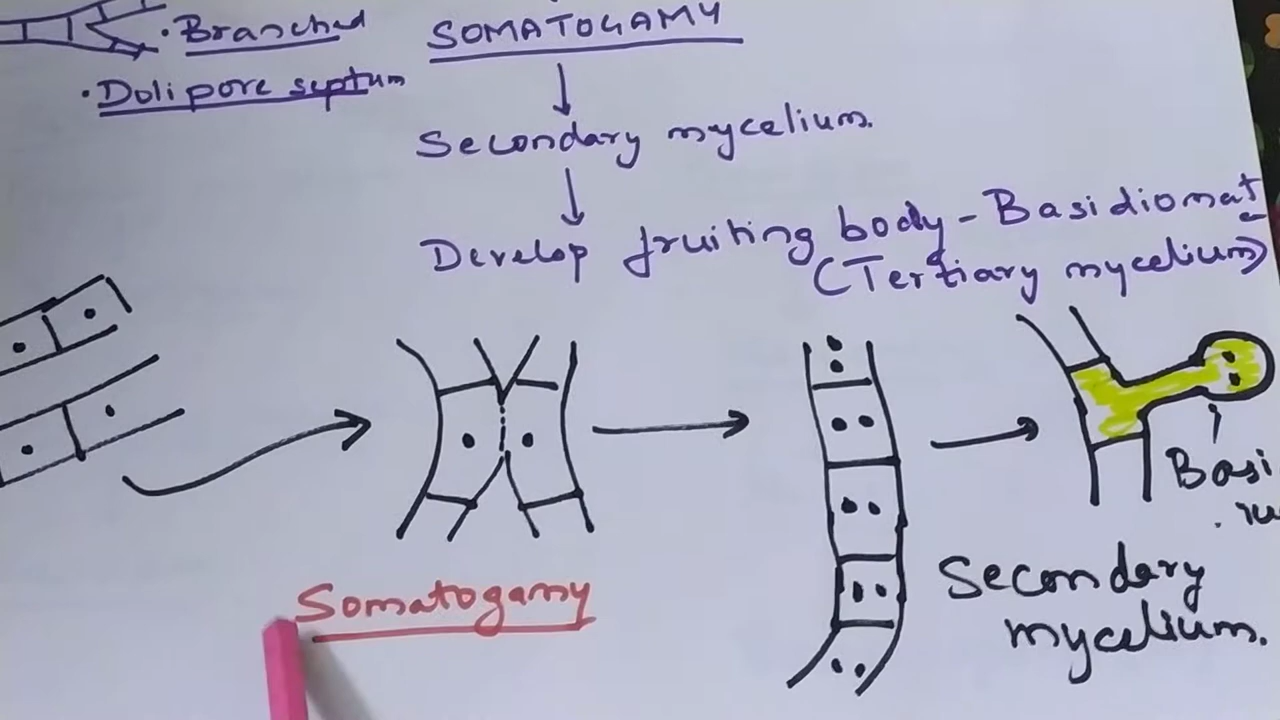 • Branched
SOMATOGAMY
• Dolipore septum
Secondary mycelium.
Develop fruiting body - Basidiomat
(Tertiary mycelium)
Basi
Secondary
mycelium.
Somatogamy